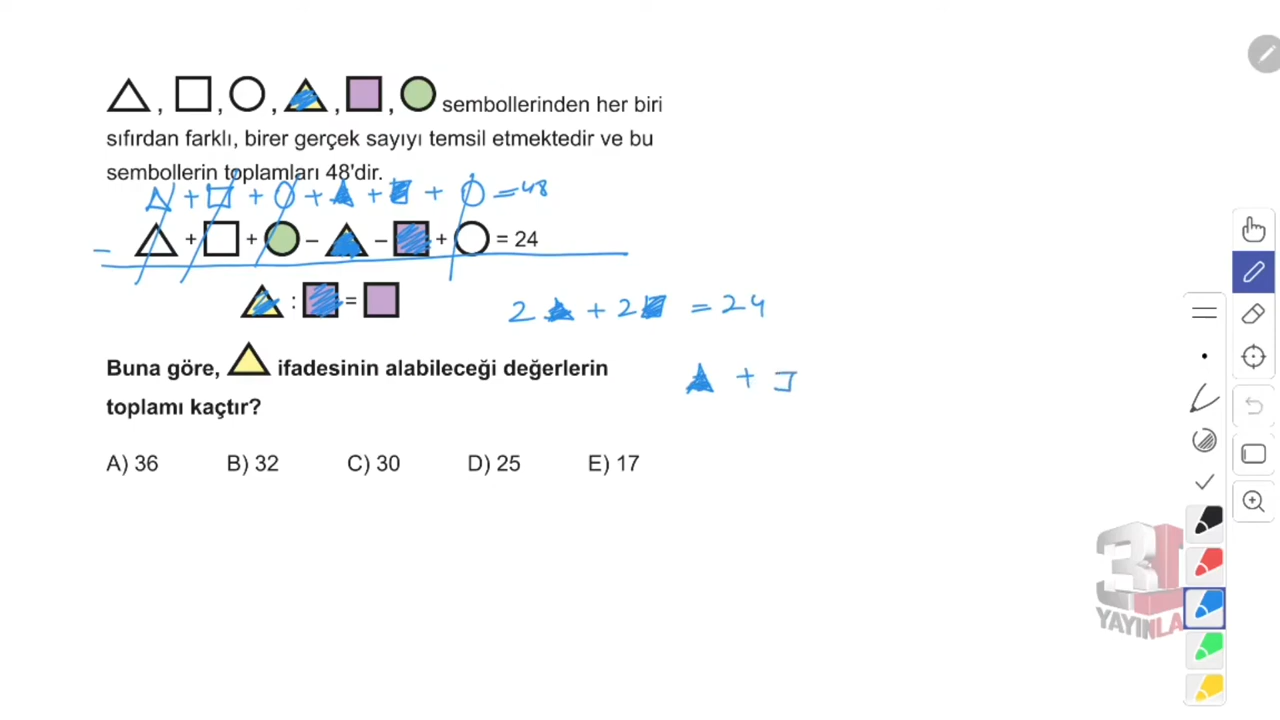 △, □, ○, △, □, ○ sembollerinden her biri
sıfırdan farklı, birer gerçek sayıyı temsil etmektedir ve bu
sembollerin toplamları 48'dir.
△ + □ + ○ + ▲ + ■ + ○ = 48
△ + □ + ○ − ▲ − ■ + ○ = 24
−
△ : □ = □
2▲ + 2■ = 24
Buna göre, △ ifadesinin alabileceği değerlerin
▲ +
toplamı kaçtır?
A) 36 B) 32 C) 30 D) 25 E) 17
3D
YAYINLA